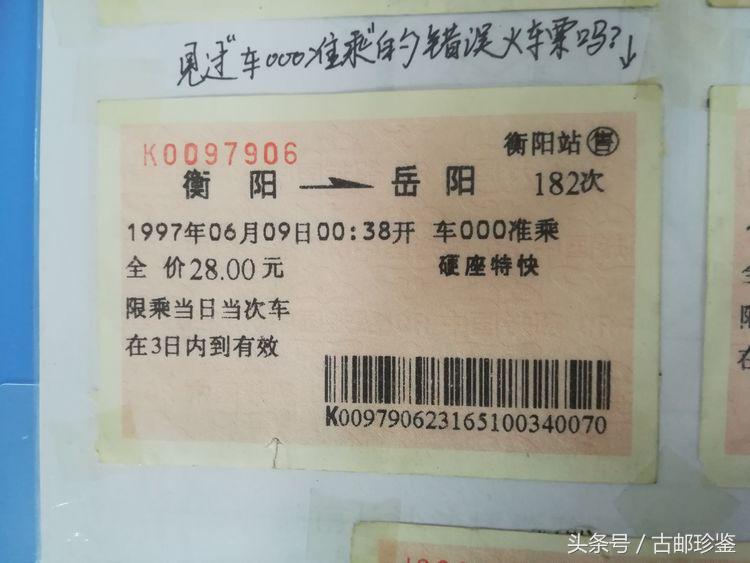 见过"车000准乘"的错误火车票吗?↓
K0097906
衡阳站 售
衡 阳 → 岳 阳 182次
1997年06月09日00:38开 车000准乘
全 价28.00元 硬座特快
限乘当日当次车
在3日内到有效
K009790623165100340070
头条号 / 古邮珍鉴